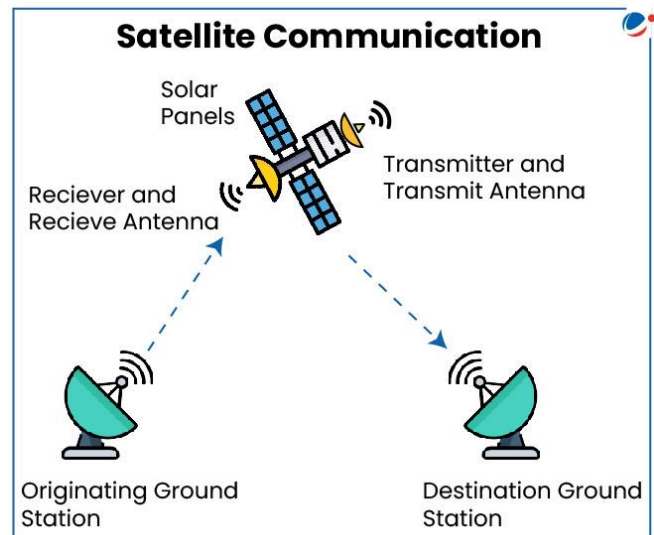 Satellite Communication
Solar
Panels
Transmitter and
Transmit Antenna
Reciever and
Recieve Antenna
Originating Ground
Station
Destination Ground
Station